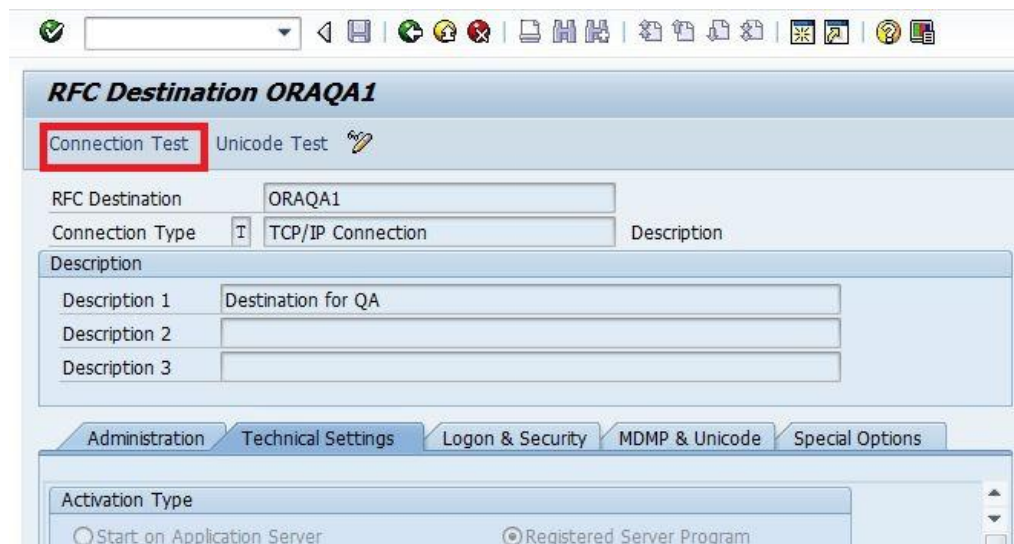 RFC Destination ORAQA1
Connection Test Unicode Test
RFC Destination ORAQA1
Connection Type T TCP/IP Connection Description
Description
Description 1 Destination for QA
Description 2
Description 3
Administration Technical Settings Logon & Security MDMP & Unicode Special Options
Activation Type
Start on Application Server Registered Server Program